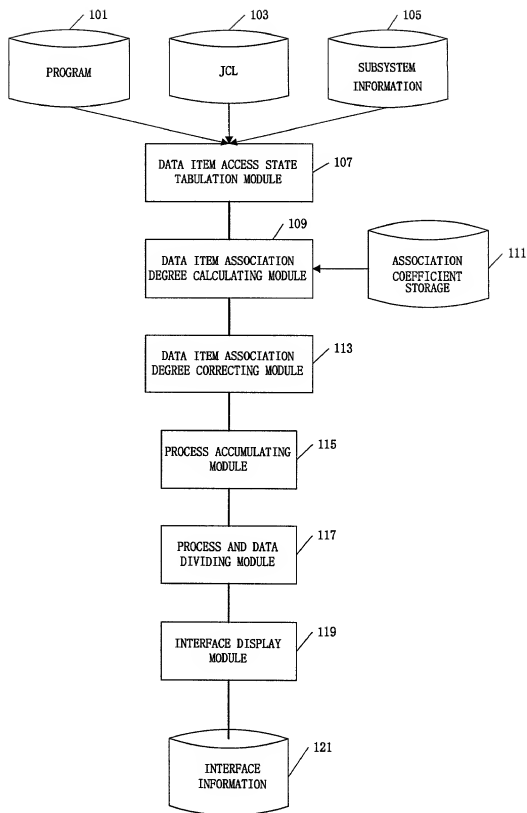 101
103
105
PROGRAM
JCL
SUBSYSTEM
INFORMATION
DATA ITEM ACCESS STATE
TABULATION MODULE
107
109
DATA ITEM ASSOCIATION
DEGREE CALCULATING MODULE
ASSOCIATION
COEFFICIENT
STORAGE
111
DATA ITEM ASSOCIATION
DEGREE CORRECTING MODULE
113
PROCESS ACCUMULATING
MODULE
115
PROCESS AND DATA
DIVIDING MODULE
117
INTERFACE DISPLAY
MODULE
119
INTERFACE
INFORMATION
121